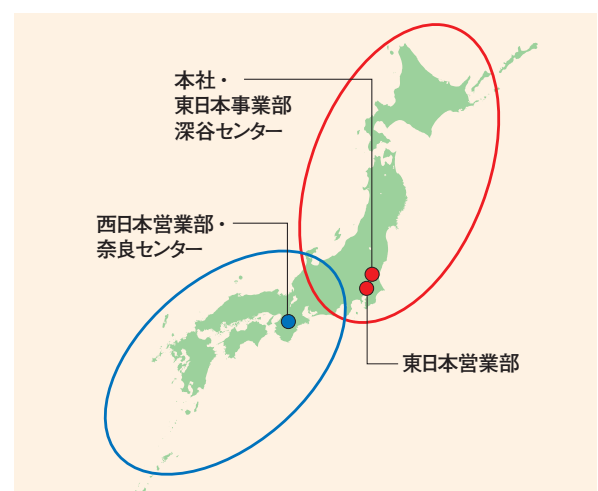 本社・
東日本事業部
深谷センター
西日本営業部・
奈良センター
東日本営業部